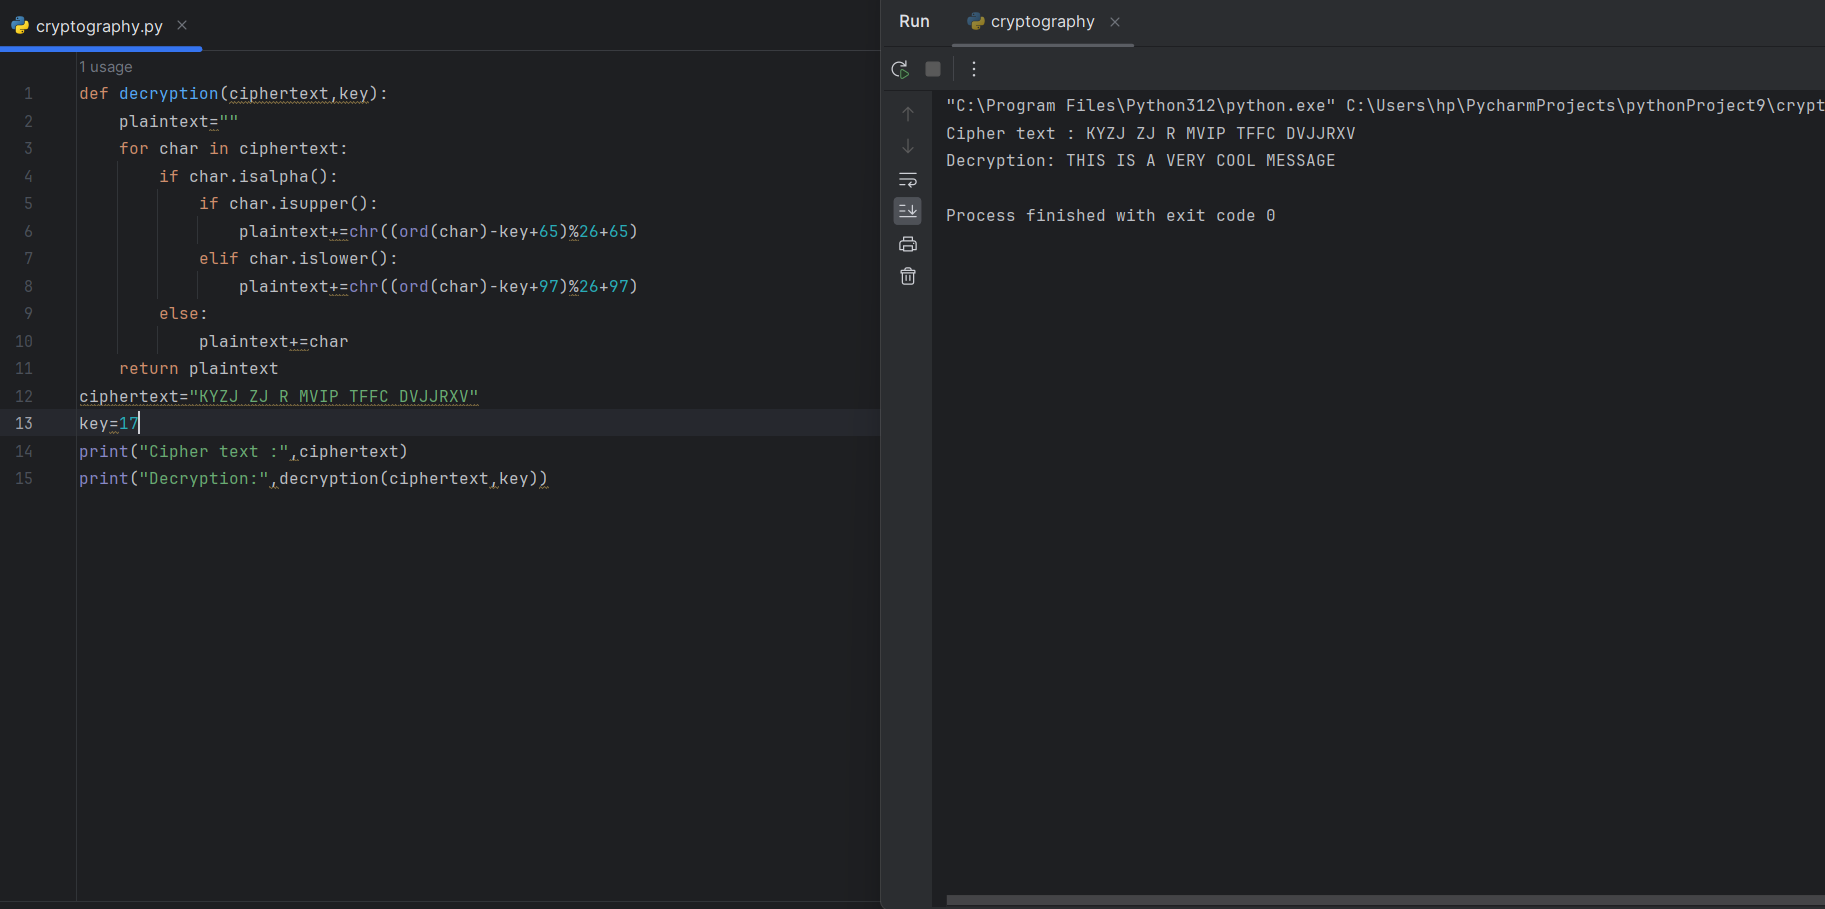 cryptography.py
1 usage
1 def decryption(ciphertext,key):
2     plaintext=""
3     for char in ciphertext:
4         if char.isalpha():
5             if char.isupper():
6                 plaintext+=chr((ord(char)-key+65)%26+65)
7             elif char.islower():
8                 plaintext+=chr((ord(char)-key+97)%26+97)
9         else:
10             plaintext+=char
11     return plaintext
12 ciphertext="KYZJ ZJ R MVIP TFFC DVJJRXV"
13 key=17
14 print("Cipher text :",ciphertext)
15 print("Decryption:",decryption(ciphertext,key))
Run cryptography
"C:\Program Files\Python312\python.exe" C:\Users\hp\PycharmProjects\pythonProject9\crypt
Cipher text : KYZJ ZJ R MVIP TFFC DVJJRXV
Decryption: THIS IS A VERY COOL MESSAGE
Process finished with exit code 0